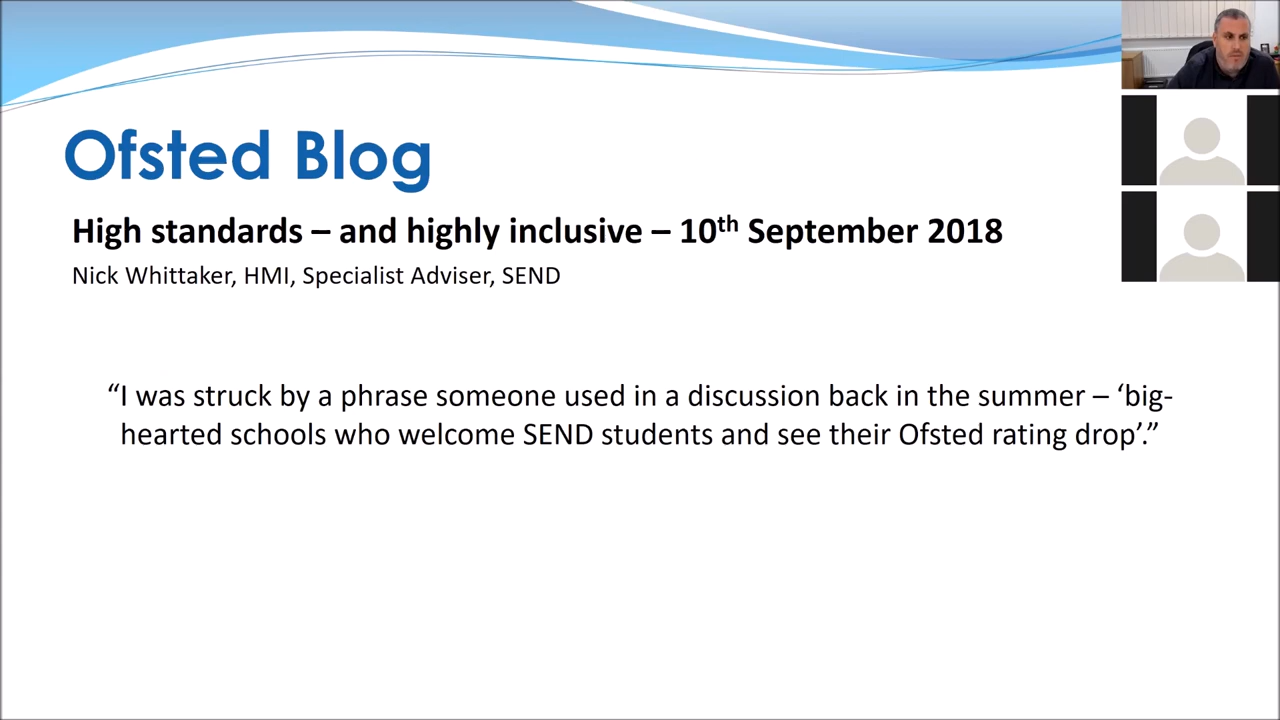 Ofsted Blog
High standards – and highly inclusive – 10th September 2018
Nick Whittaker, HMI, Specialist Adviser, SEND
“I was struck by a phrase someone used in a discussion back in the summer – ‘big-
hearted schools who welcome SEND students and see their Ofsted rating drop’.”